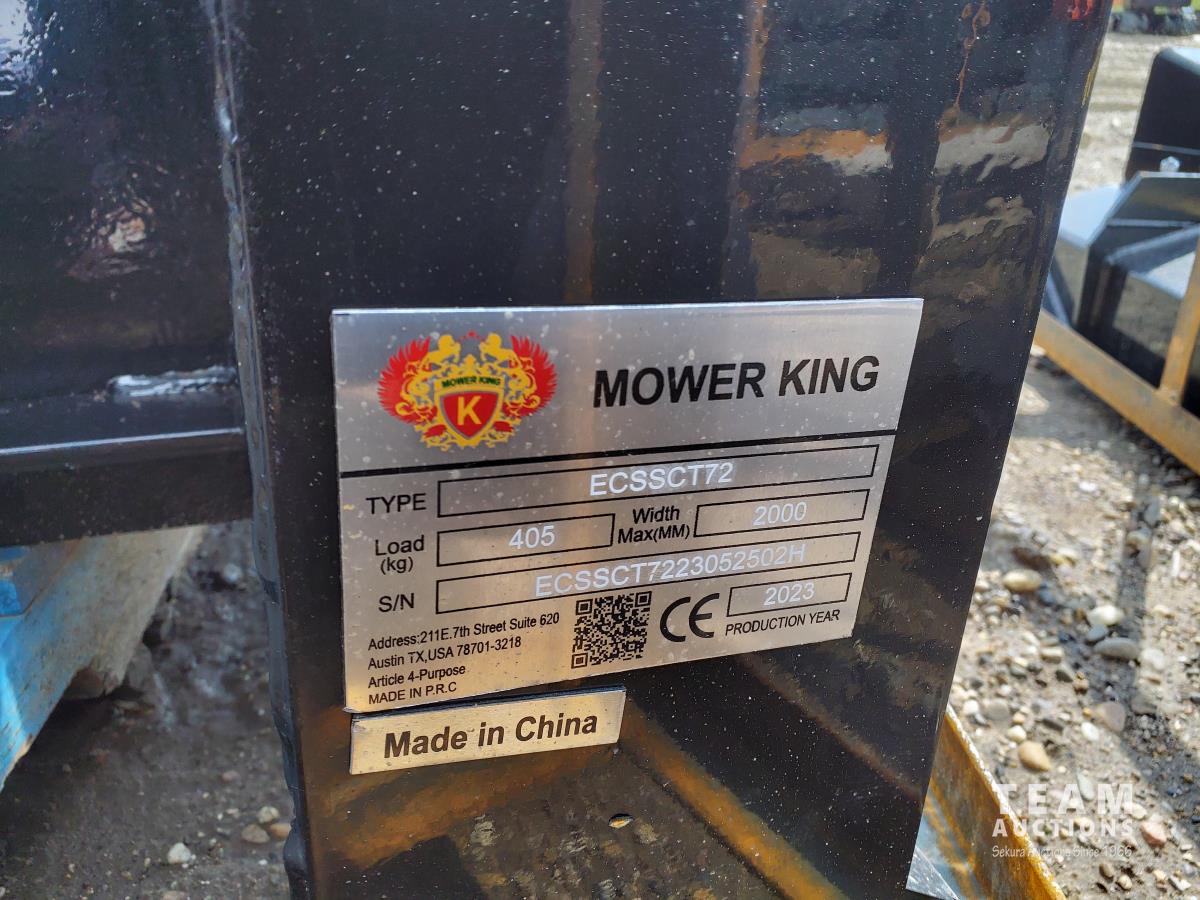 MOWER KING
K
MOWER KING
TYPE ECSSCT72
Load (kg) 405 Width Max(MM) 2000
S/N ECSSCT7223052502H
Address:211E.7th Street Suite 620
Austin TX,USA 78701-3218
Article 4-Purpose
MADE IN P.R.C
CE
2023
PRODUCTION YEAR
Made in China
TEAM
AUCTIONS
Sekura Auctions Since 1966